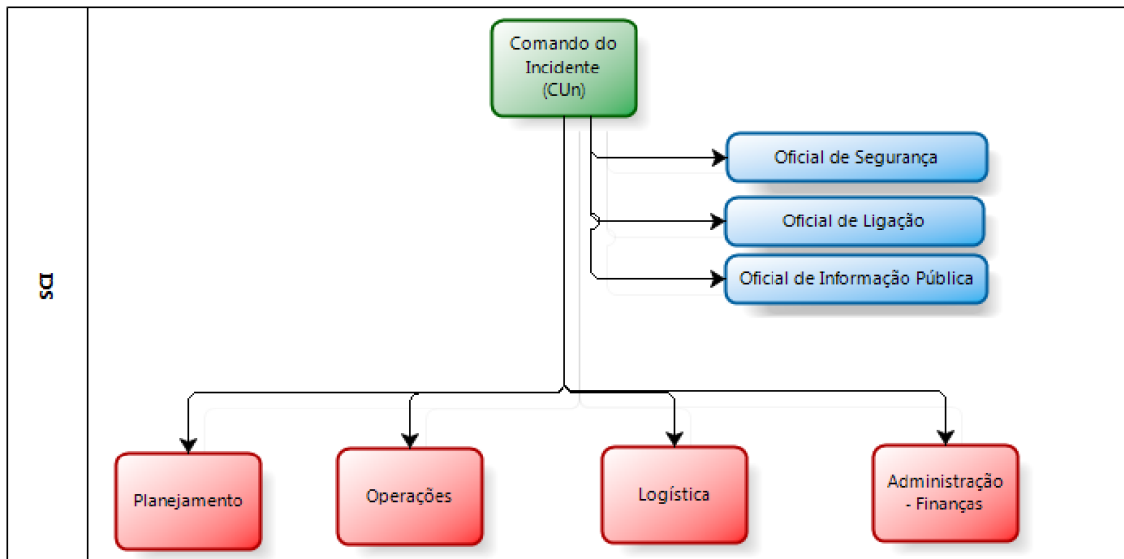 Comando do
Incidente
(CUn)
Oficial de Segurança
Oficial de Ligação
Oficial de Informação Pública
SCI
Planejamento
Operações
Logística
Administração
- Finanças